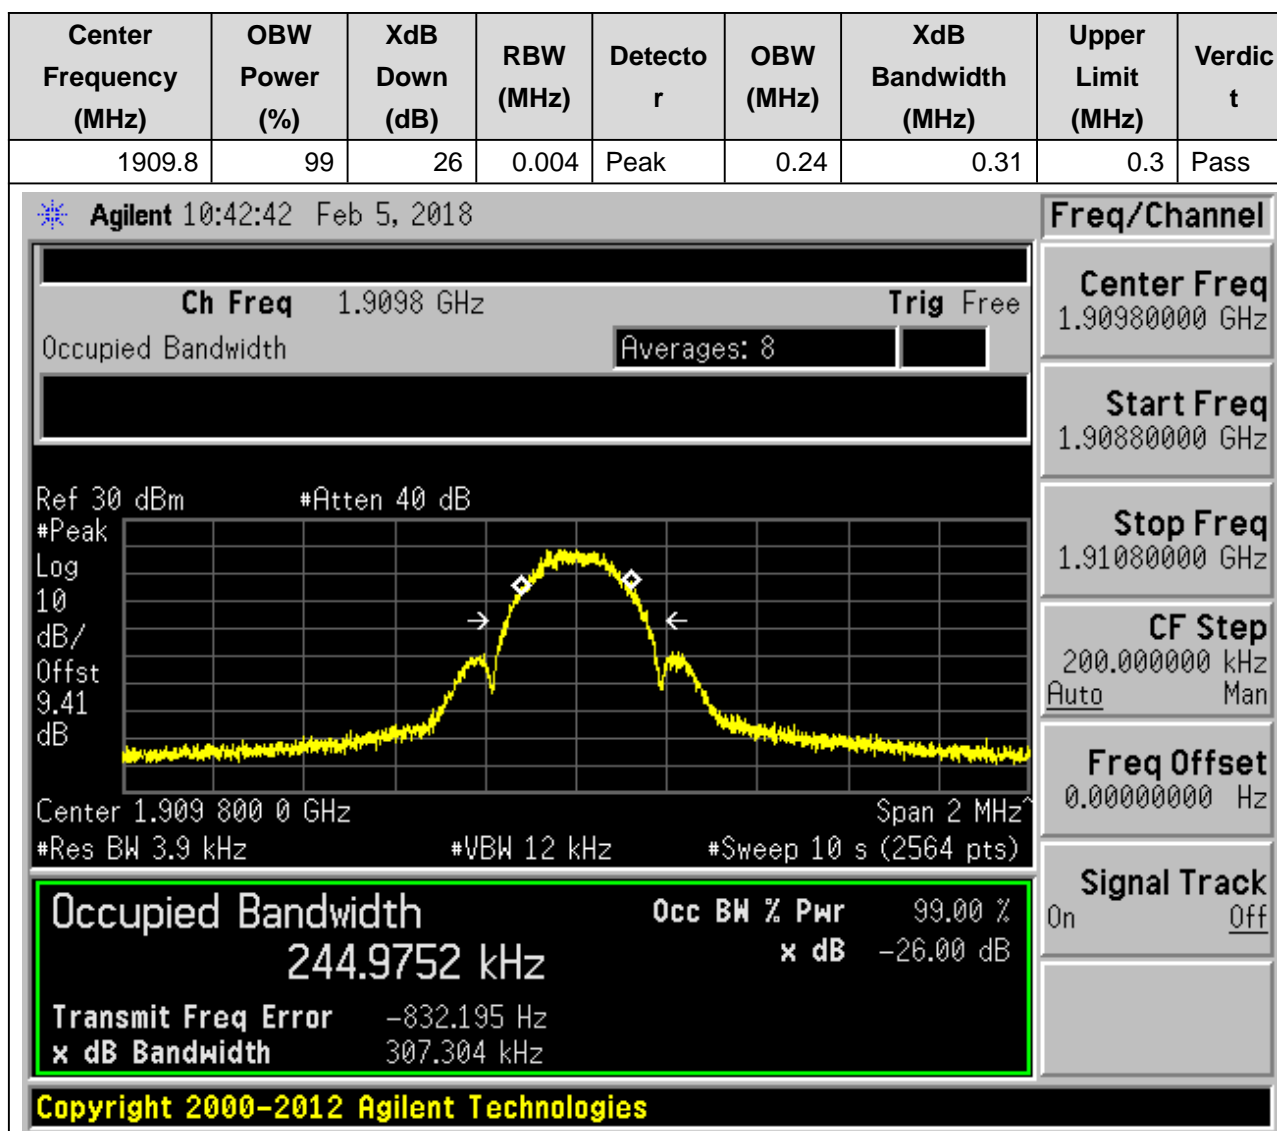 Center Frequency (MHz) OBW Power (%) XdB Down (dB) RBW (MHz) Detecto r OBW (MHz) XdB Bandwidth (MHz) Upper Limit (MHz) Verdic t
1909.8 99 26 0.004 Peak 0.24 0.31 0.3 Pass
Agilent 10:42:42 Feb 5, 2018
Freq/Channel
Ch Freq 1.9098 GHz Trig Free
Occupied Bandwidth Averages: 8
Center Freq
1.90980000 GHz
Start Freq
1.90880000 GHz
Stop Freq
1.91080000 GHz
CF Step
200.000000 kHz
Auto Man
Freq Offset
0.00000000 Hz
Signal Track
On Off
Ref 30 dBm #Atten 40 dB
#Peak
Log
10
dB/
Offst
9.41
dB
Center 1.909 800 0 GHz Span 2 MHz^
#Res BW 3.9 kHz #VBW 12 kHz #Sweep 10 s (2564 pts)
Occupied Bandwidth Occ BW % Pwr 99.00 %
244.9752 kHz x dB -26.00 dB
Transmit Freq Error -832.195 Hz
x dB Bandwidth 307.304 kHz
Copyright 2000-2012 Agilent Technologies